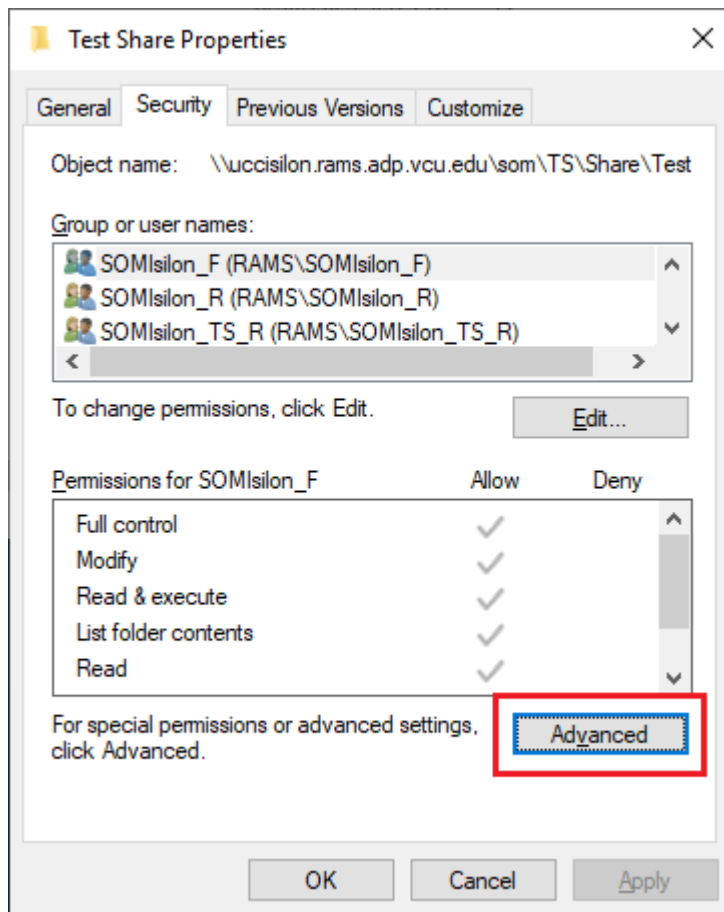 Test Share Properties
General Security Previous Versions Customize
Object name: \\uccisilon.rams.adp.vcu.edu\som\TS\Share\Test
Group or user names:
SOMIsilon_F (RAMS\SOMIsilon_F)
SOMIsilon_R (RAMS\SOMIsilon_R)
SOMIsilon_TS_R (RAMS\SOMIsilon_TS_R)
To change permissions, click Edit.
Edit...
Permissions for SOMIsilon_F Allow Deny
Full control
Modify
Read & execute
List folder contents
Read
For special permissions or advanced settings,
click Advanced.
Advanced
OK Cancel Apply